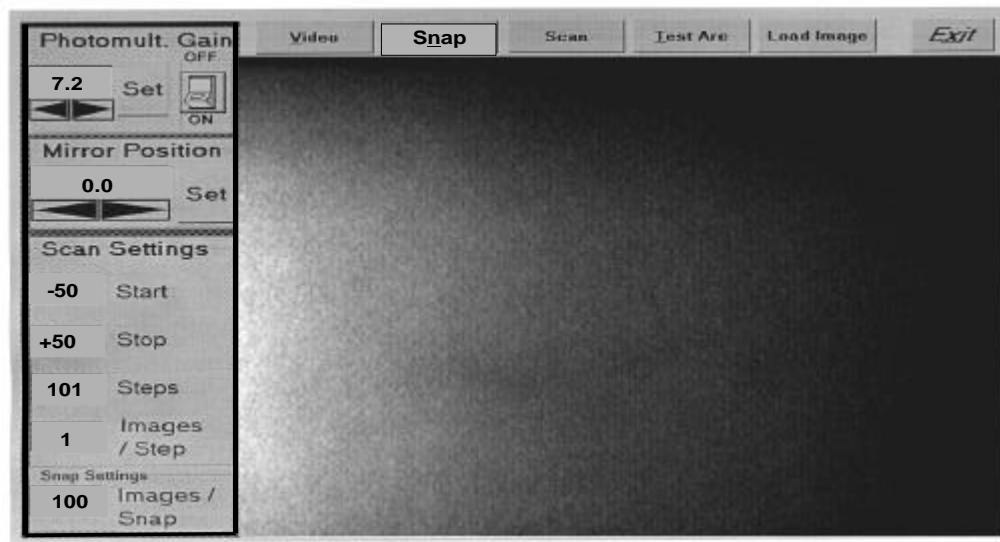 Video Snap Scan Test Arc Load Image Exit
Photomult. Gain
OFF
7.2 Set
ON
Mirror Position
0.0 Set
Scan Settings
-50 Start
+50 Stop
101 Steps
1 Images
/ Step
Snap Settings
100 Images /
Snap